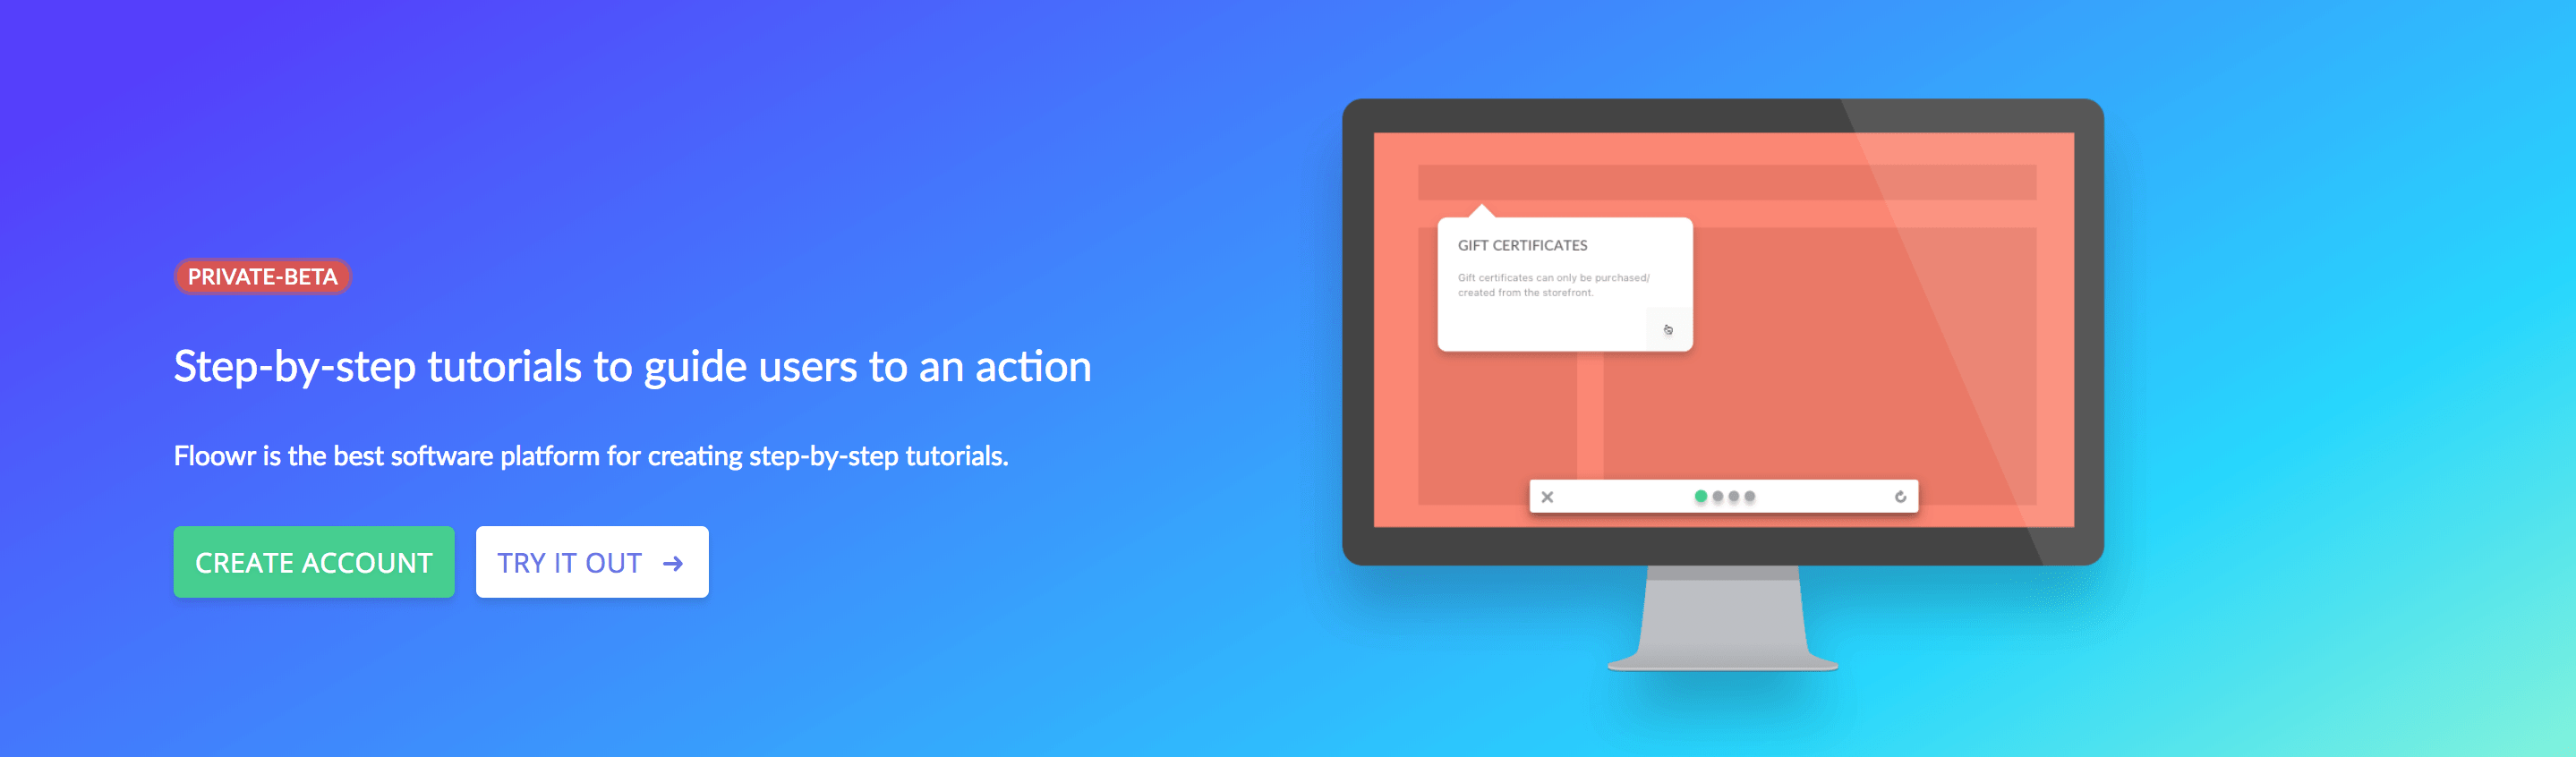 PRIVATE-BETA
Step-by-step tutorials to guide users to an action
Floowr is the best software platform for creating step-by-step tutorials.
CREATE ACCOUNT
TRY IT OUT →
GIFT CERTIFICATES
Gift certificates can only be purchased/
created from the storefront.